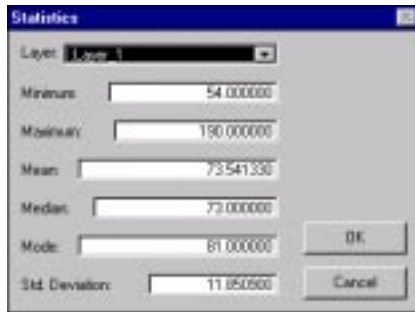 Statistics
Layer: Layer_1
Minimum: 54.000000
Maximum: 190.000000
Mean: 73.541330
Median: 73.000000
Mode: 81.000000
OK
Std. Deviation: 11.850500
Cancel